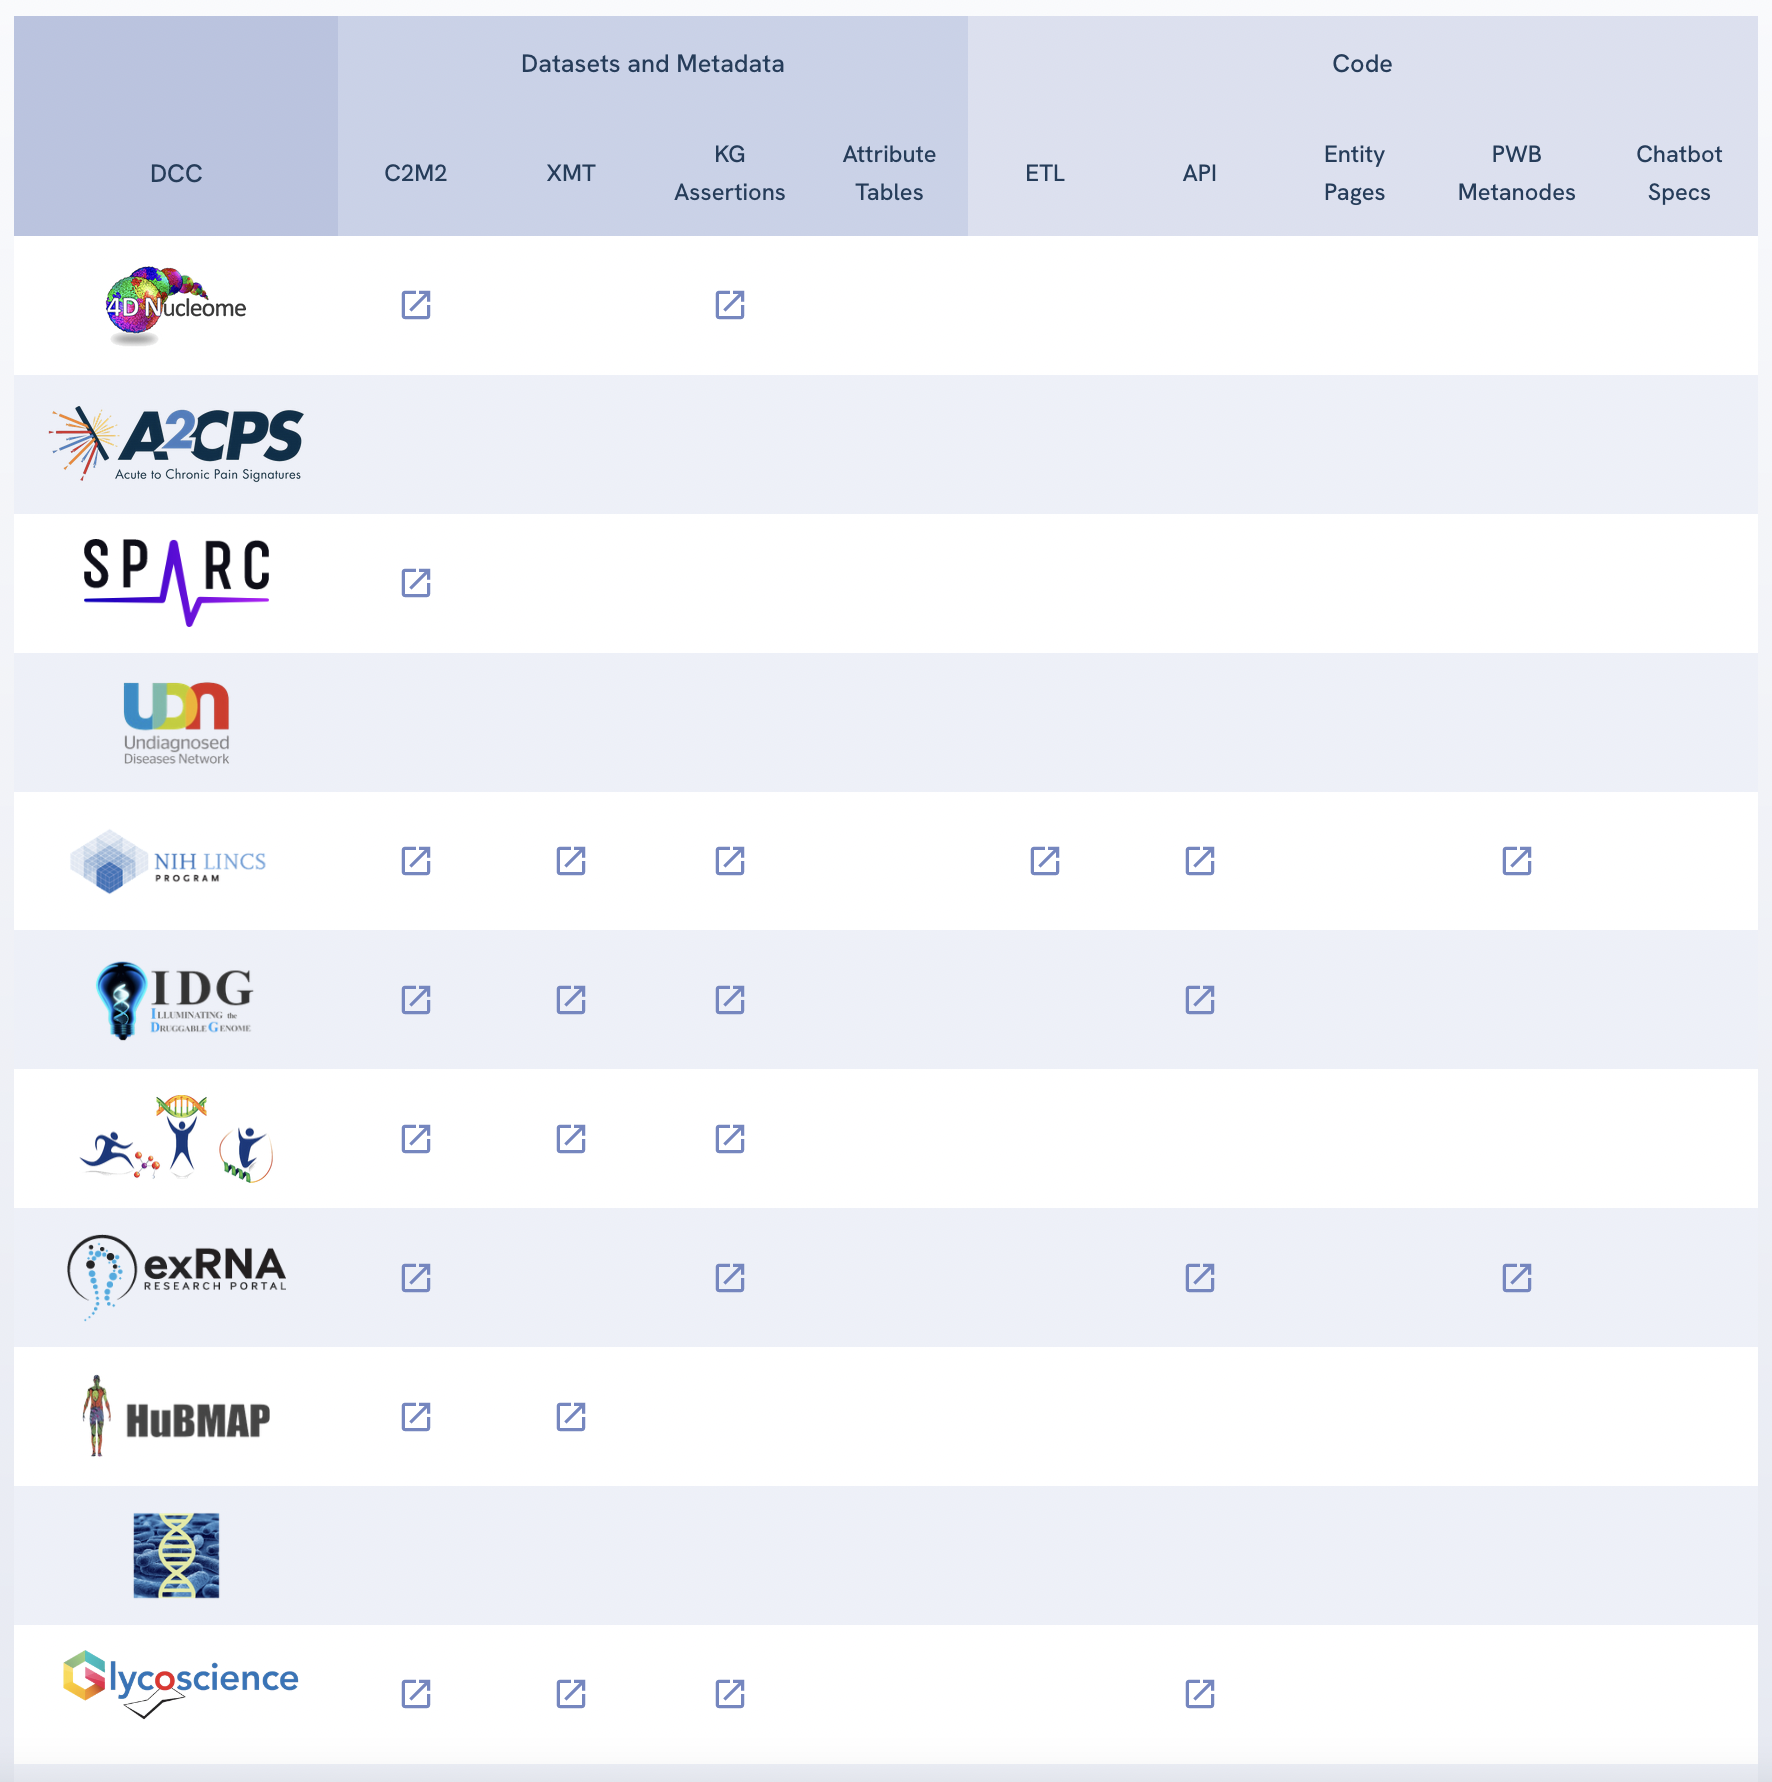 Datasets and Metadata
Code
DCC
C2M2
XMT
KG
Assertions
Attribute
Tables
ETL
API
Entity
Pages
PWB
Metanodes
Chatbot
Specs
4D Nucleome
A2CPS
Acute to Chronic Pain Signatures
SPARC
UDN
Undiagnosed
Diseases Network
NIH LINCS
PROGRAM
IDG
ILLUMINATING the
DRUGGABLE GENOME
exRNA
RESEARCH PORTAL
HuBMAP
Glycoscience